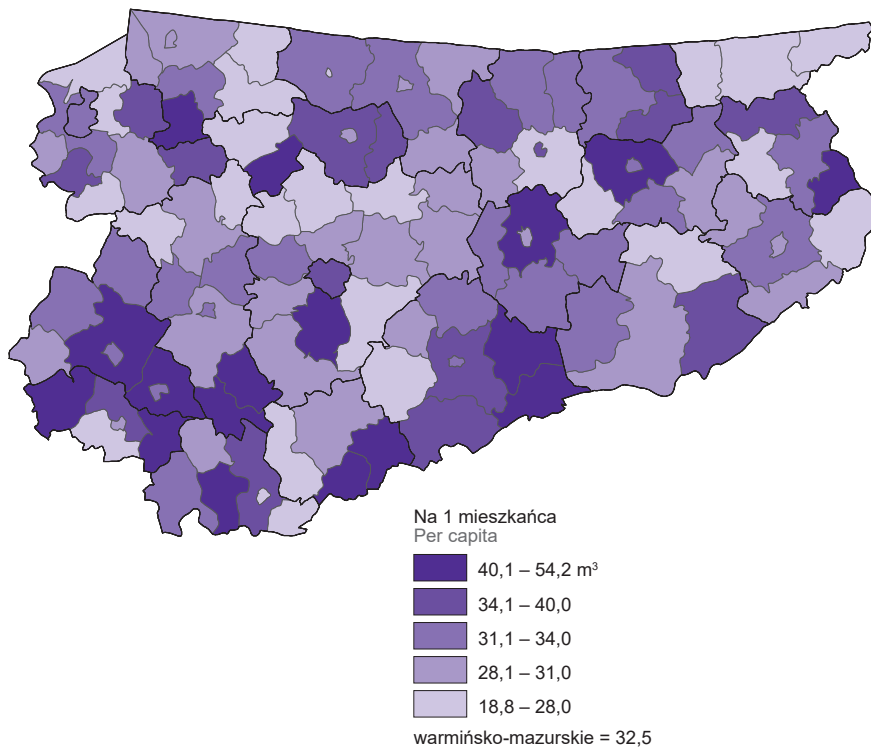 Na 1 mieszkańca
Per capita
40,1 – 54,2 m³
34,1 – 40,0
31,1 – 34,0
28,1 – 31,0
18,8 – 28,0
warmińsko-mazurskie = 32,5